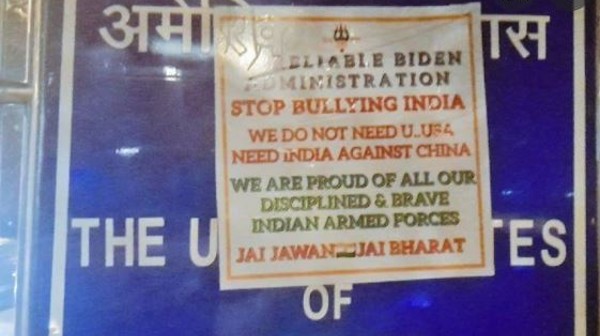 STOP BULLYING INDIA
BIDEN
WE DO NOT NEED U..USA
NEED INDIA AGAINST CHINA
WE ARE PROUD OF ALL OUR
DISCIPLINED & BRAVE
INDIAN ARMED FORCES
JAI JAWAN JAI BHARAT
THE
OF